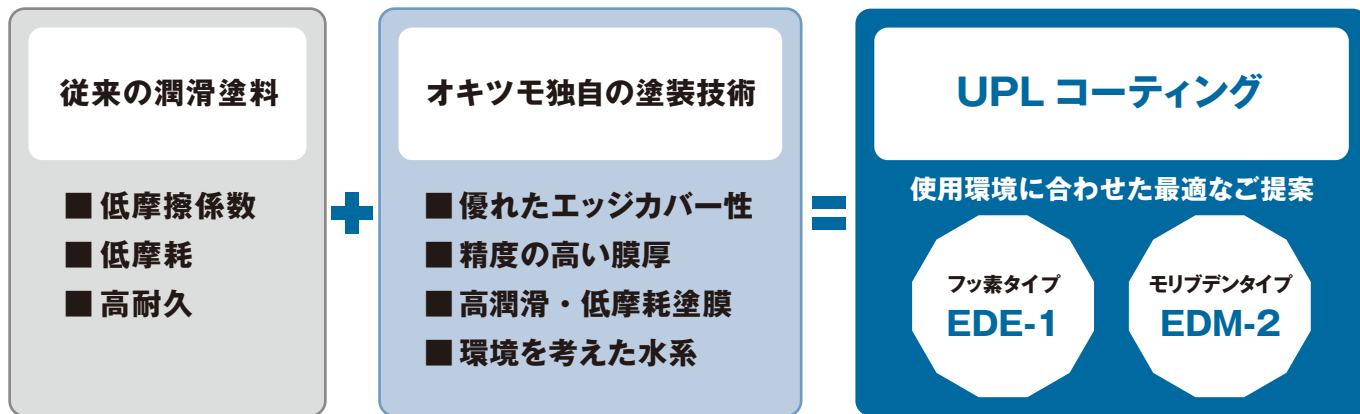 従来の潤滑塗料
■ 低摩擦係数
■ 低摩耗
■ 高耐久
+
オキツモ独自の塗装技術
■ 優れたエッジカバー性
■ 精度の高い膜厚
■ 高潤滑・低摩耗塗膜
■ 環境を考えた水系
=
UPL コーティング
使用環境に合わせた最適なご提案
フッ素タイプ
EDE-1
モリブデンタイプ
EDM-2